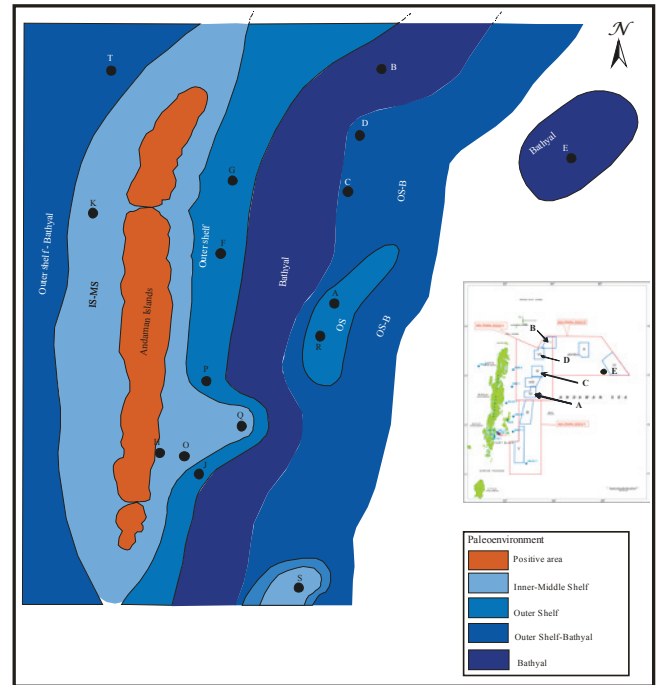 N
T
B
E
Bathyal
D
C
OS-B
G
K
F
Outer shelf
Outer shelf - Bathyal
IS-MS
Andaman Islands
Bathyal
A
OS
R
OS-B
P
Q
H
O
J
S
B
D
E
C
A
Paleoenvironment
Positive area
Inner-Middle Shelf
Outer Shelf
Outer Shelf-Bathyal
Bathyal